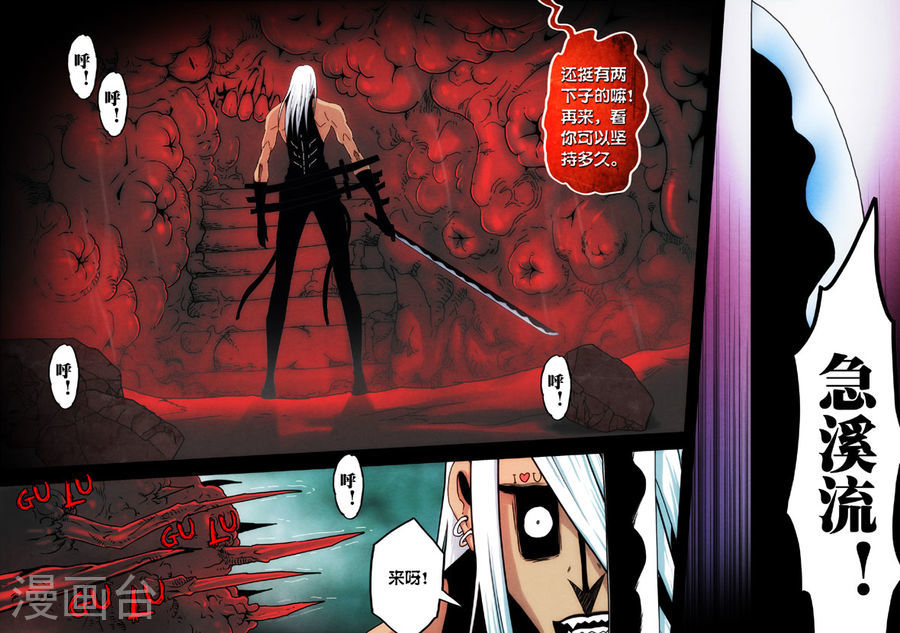 呼！
呼！
还挺有两
下子的嘛！
再来，看
你可以坚
持多久。
呼！
呼！
急溪流！
GU LU
GU LU
GU LU
呼！
I♥U
来呀！
漫画台